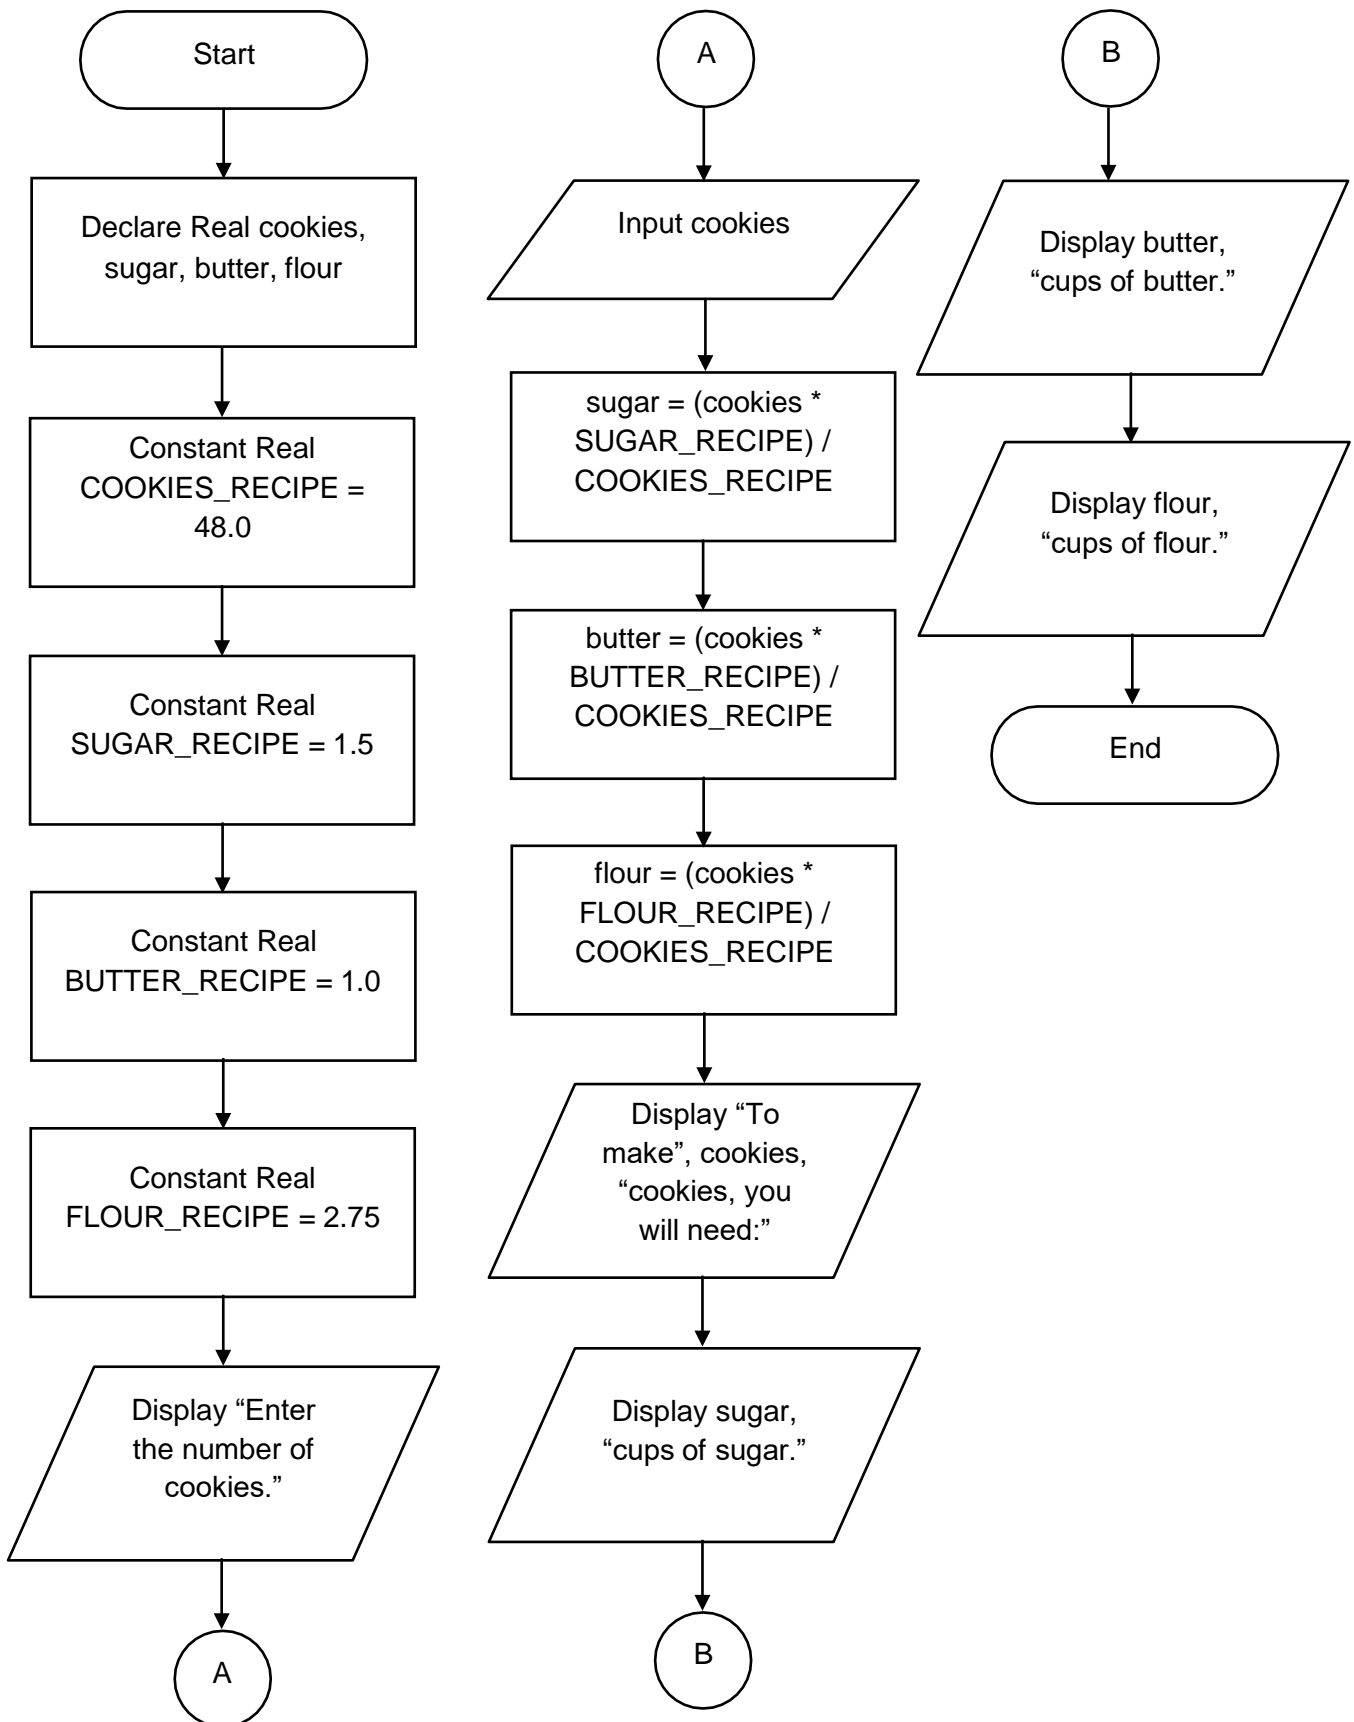 Start
Declare Real cookies,
sugar, butter, flour
Constant Real
COOKIES_RECIPE =
48.0
Constant Real
SUGAR_RECIPE = 1.5
Constant Real
BUTTER_RECIPE = 1.0
Constant Real
FLOUR_RECIPE = 2.75
Display “Enter
the number of
cookies.”
A
A
Input cookies
sugar = (cookies *
SUGAR_RECIPE) /
COOKIES_RECIPE
butter = (cookies *
BUTTER_RECIPE) /
COOKIES_RECIPE
flour = (cookies *
FLOUR_RECIPE) /
COOKIES_RECIPE
Display “To
make”, cookies,
“cookies, you
will need:”
Display sugar,
“cups of sugar.”
B
B
Display butter,
“cups of butter.”
Display flour,
“cups of flour.”
End